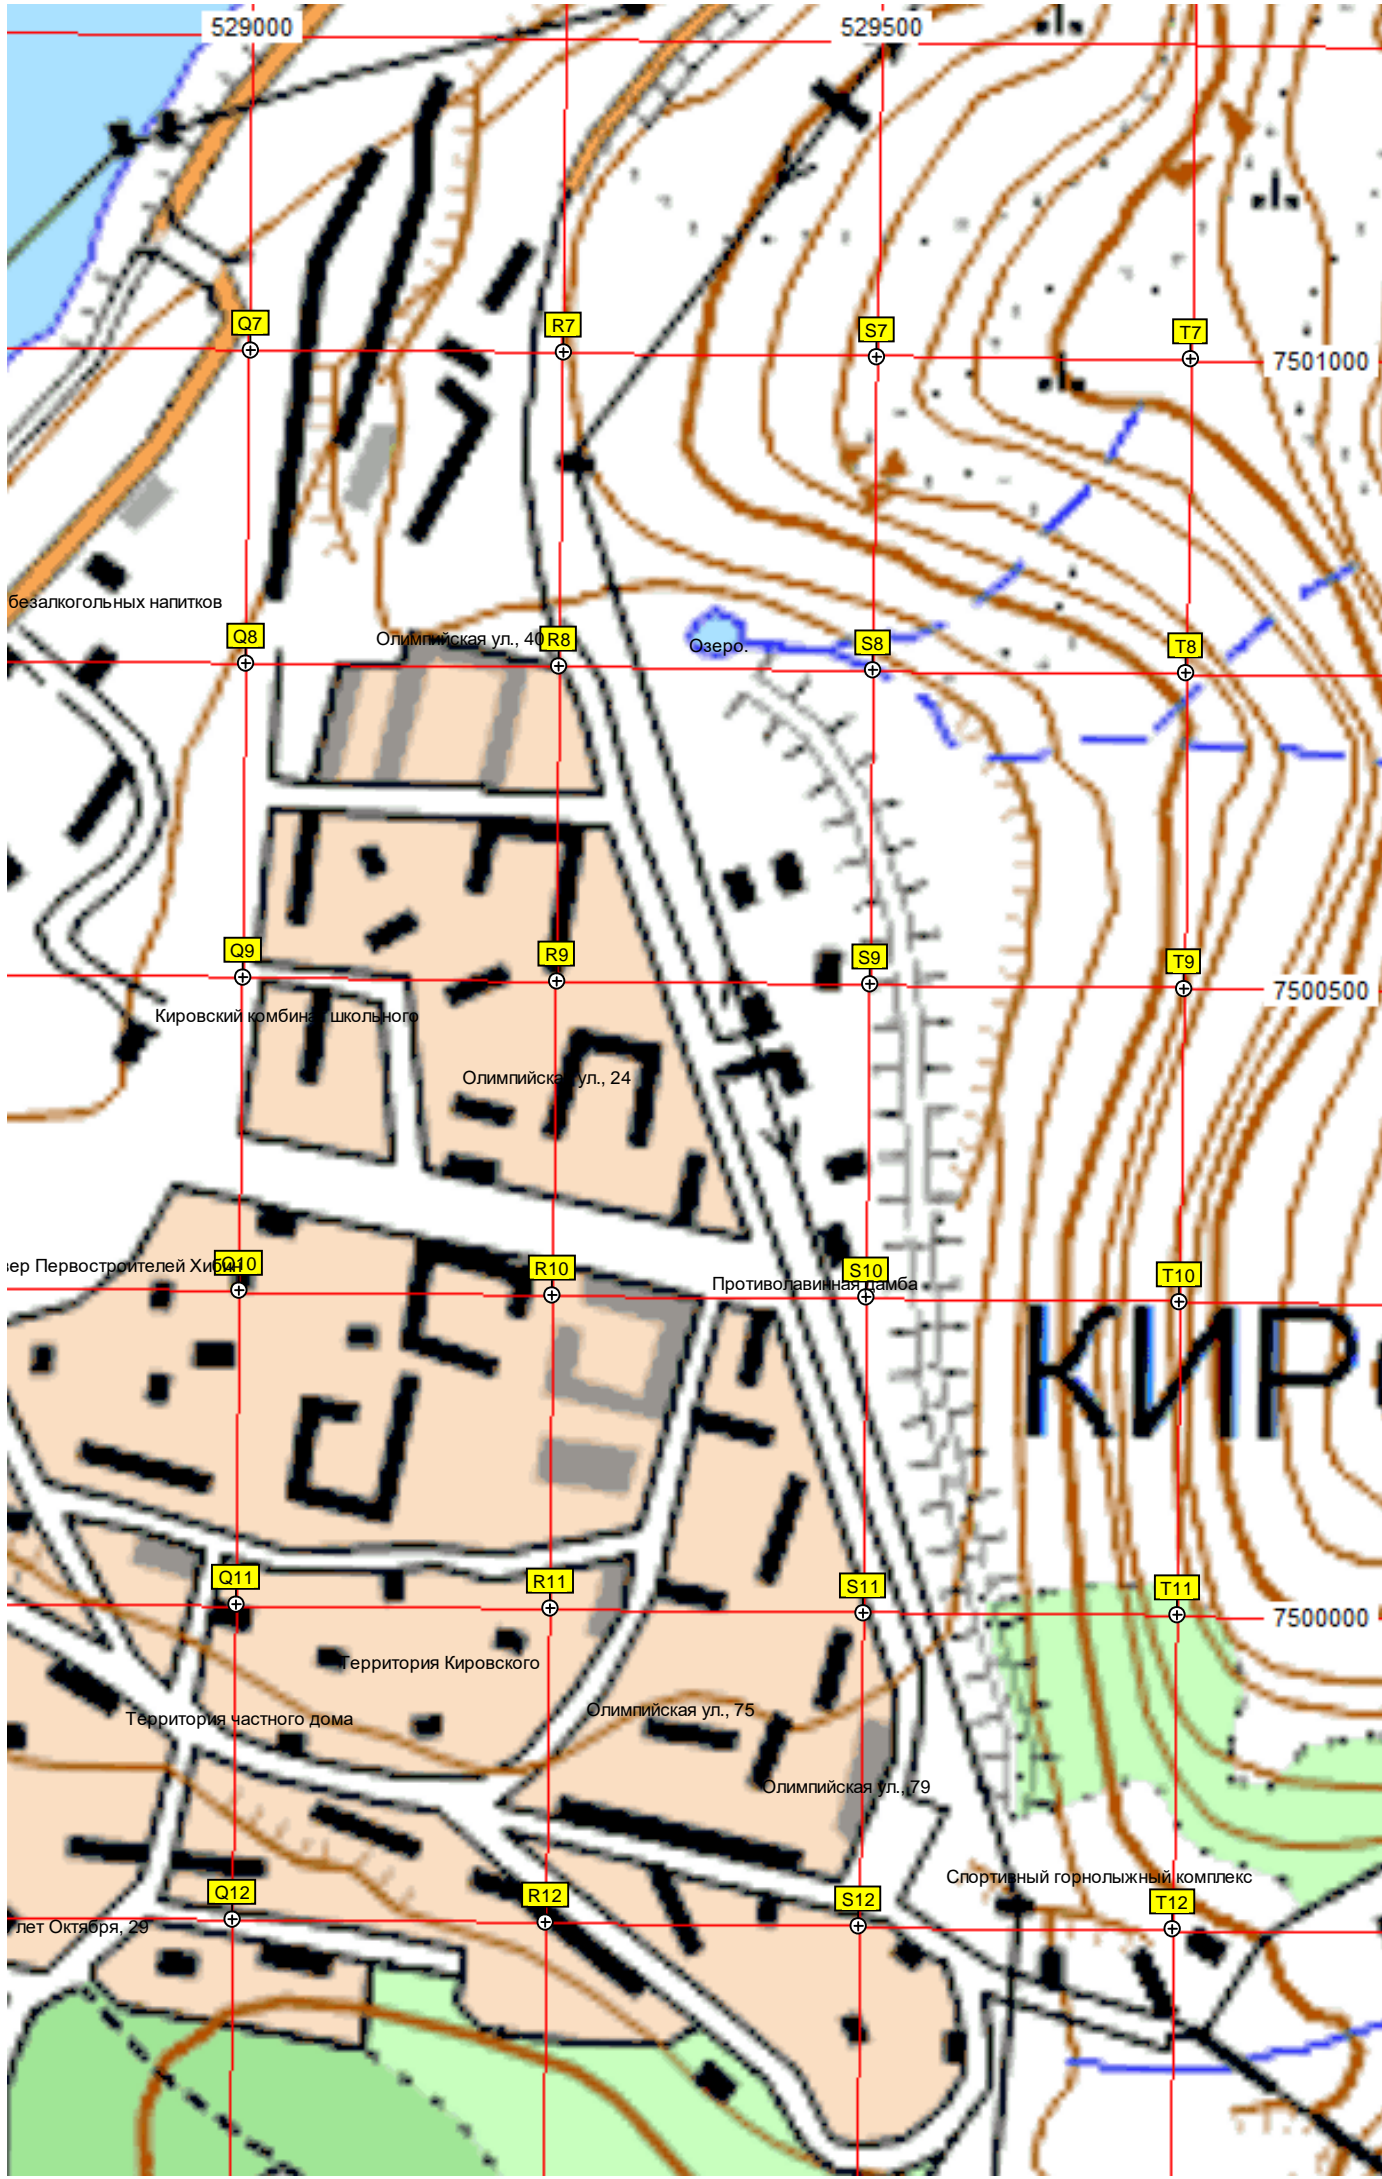 529000
529500
Q7
R7
S7
T7
7501000
безалкогольных напитков
Q8
Олимпийская ул., 40
R8
Озеро.
S8
T8
Q9
R9
S9
T9
7500500
Кировский комбинат школьного
Олимпийская ул., 24
вер Первостроителей Хибин
Q10
R10
Противолавинная дамба
S10
T10
КИР
Q11
R11
S11
T11
7500000
Территория Кировского
Территория частного дома
Олимпийская ул., 75
Олимпийская ул., 79
Спортивный горнолыжный комплекс
Q12
R12
S12
T12
лет Октября, 29